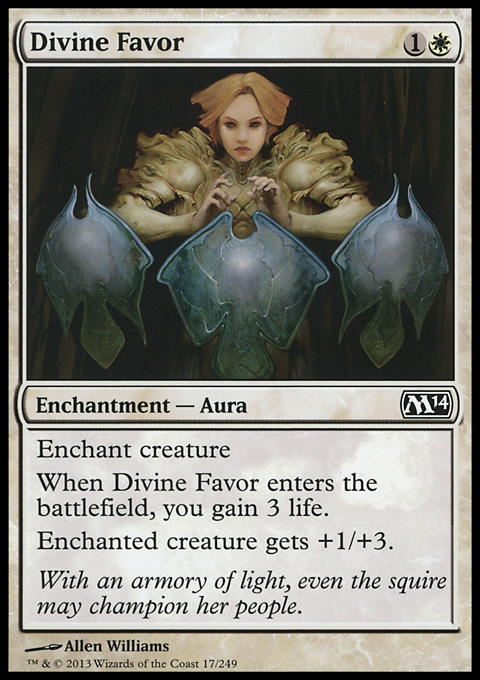 Divine Favor 1
Enchantment — Aura
M14
Enchant creature
When Divine Favor enters the
battlefield, you gain 3 life.
Enchanted creature gets +1/+3.
With an armory of light, even the squire
may champion her people.
Allen Williams
™ & © 2013 Wizards of the Coast 17/249